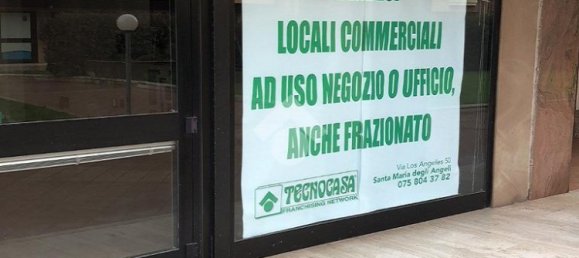 LOCALI COMMERCIALI
AD USO NEGOZIO O UFFICIO,
ANCHE FRAZIONATO
Via Los Angeles 50
Santa Maria degli Angeli
075 804 37 82
TECNOCASA
FRANCHISING NETWORK